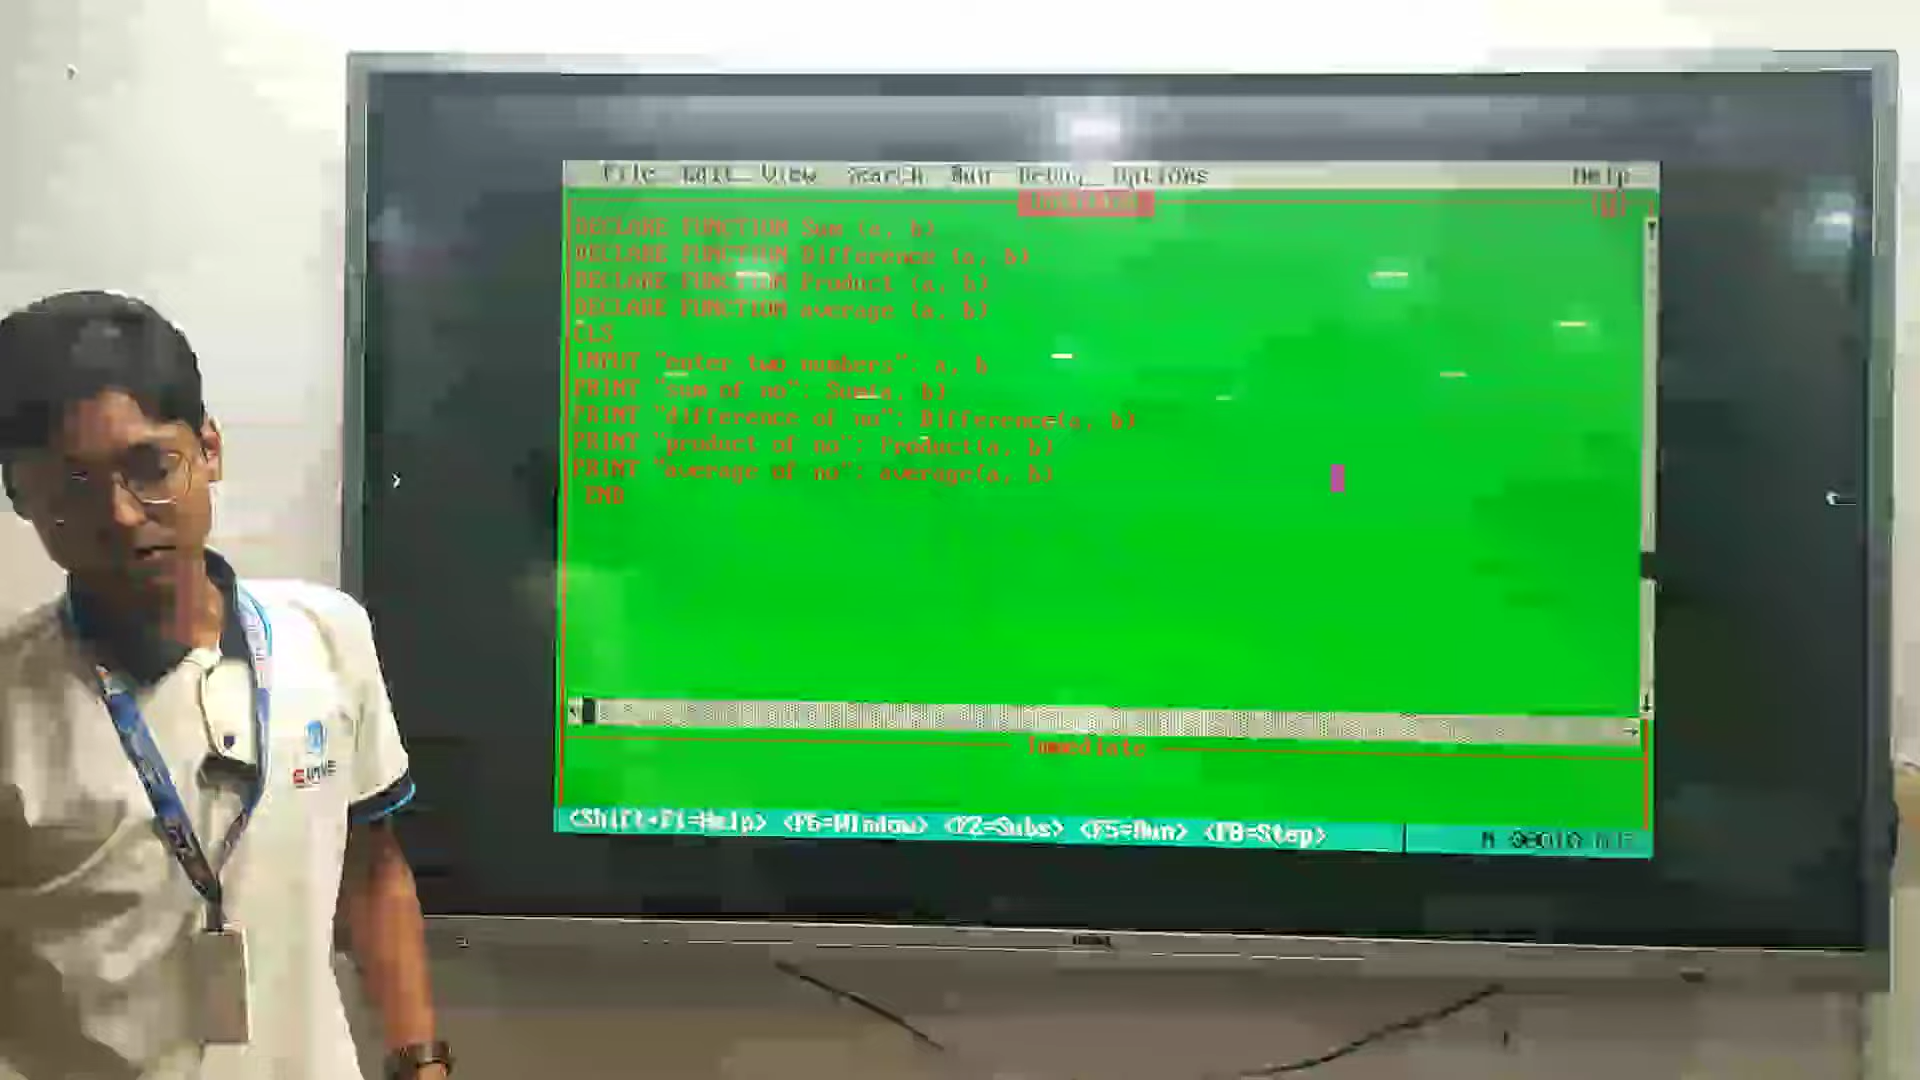 File Edit View Search Run Debug Options Help
DECLARE FUNCTION Sum (a, b)
DECLARE FUNCTION Difference (a, b)
DECLARE FUNCTION Product (a, b)
DECLARE FUNCTION average (a, b)
CLS
INPUT "enter two numbers"; a, b
PRINT "sum of no"; Sum(a, b)
PRINT "difference of no"; Difference(a, b)
PRINT "product of no"; Product(a, b)
PRINT "average of no"; average(a, b)
END
Immediate
<Shift+F1=Help> <F6=Window> <F2=Subs> <F5=Run> <F8=Step>